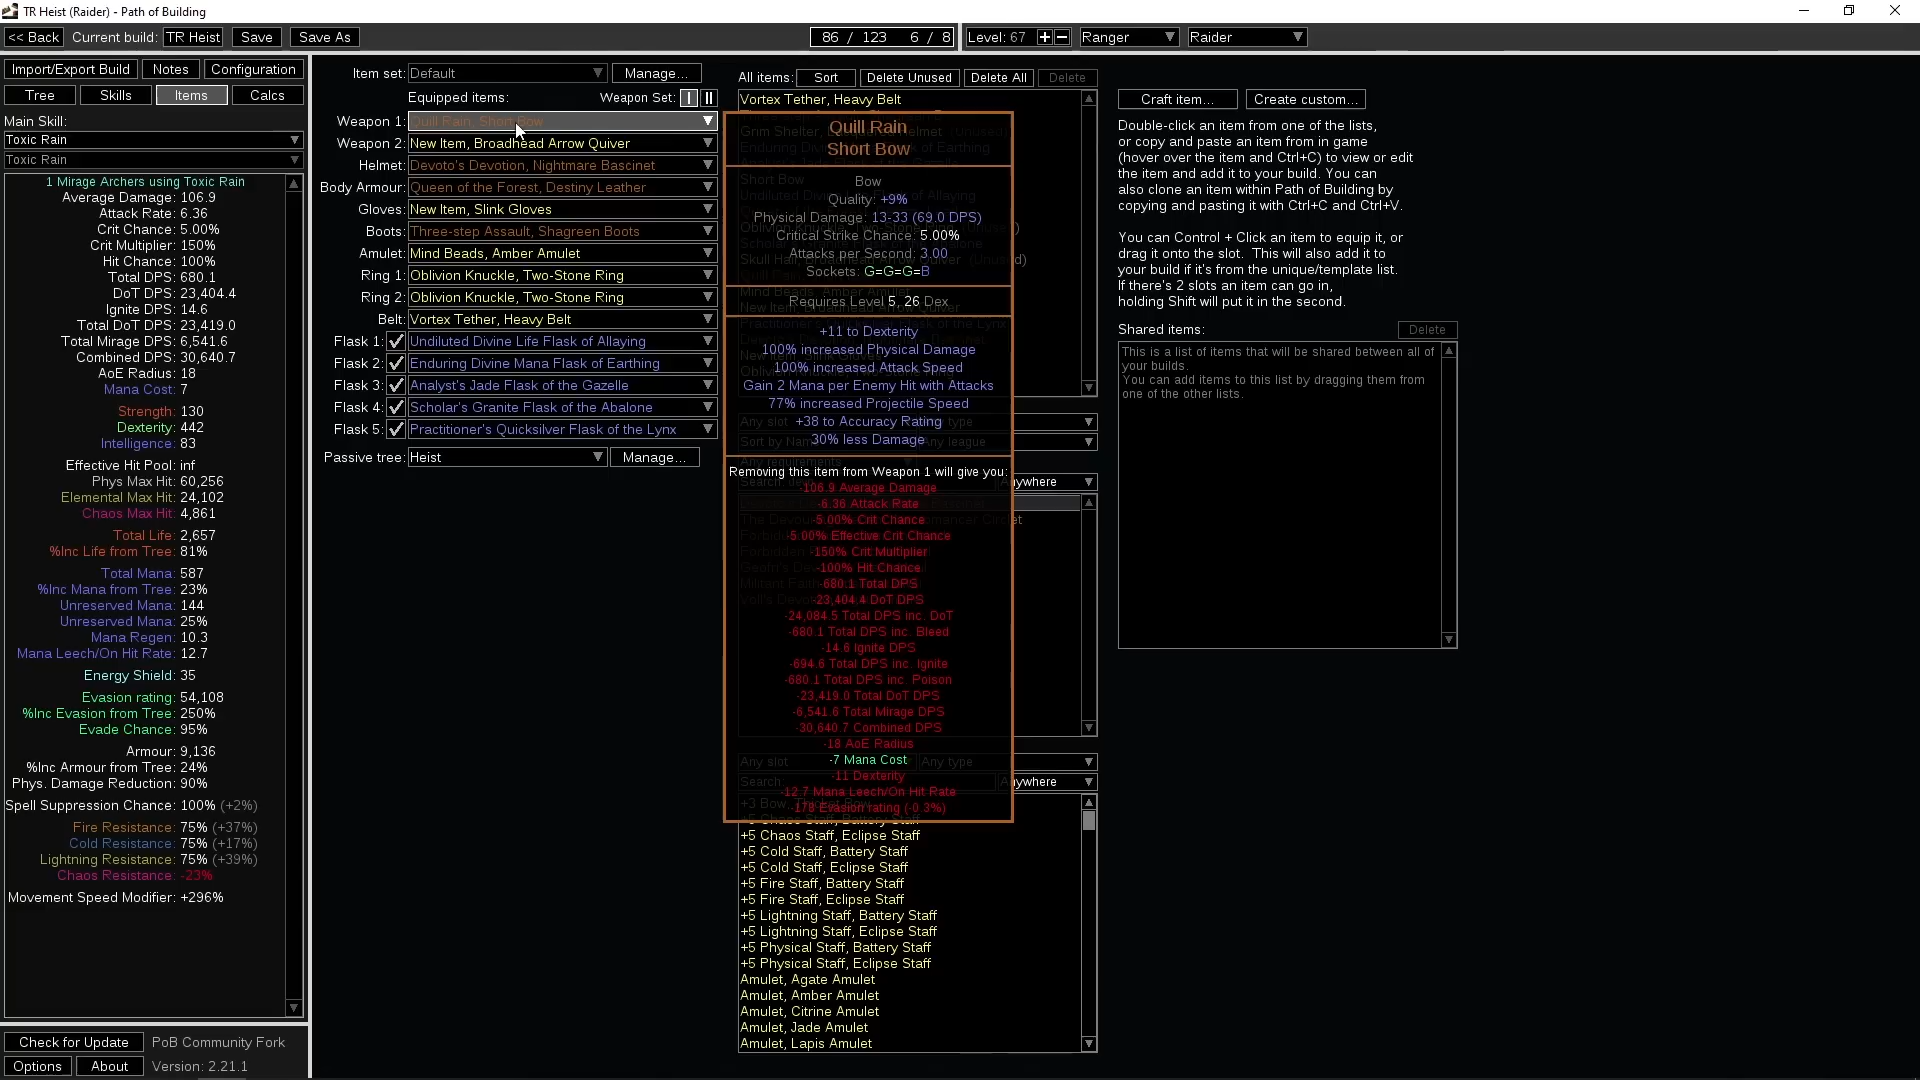 TR Heist (Raider) - Path of Building
<< Back
Current build: TR Heist
Save
Save As
86 / 123   6 / 8
Level: 67
Ranger
Raider
Import/Export Build
Notes
Configuration
Tree
Skills
Items
Calcs
Main Skill:
Toxic Rain
Toxic Rain
1 Mirage Archers using Toxic Rain
Average Damage: 106.9
Attack Rate: 6.36
Crit Chance: 5.00%
Crit Multiplier: 150%
Hit Chance: 100%
Total DPS: 680.1
DoT DPS: 23,404.4
Ignite DPS: 14.6
Total DoT DPS: 23,419.0
Total Mirage DPS: 6,541.6
Combined DPS: 30,640.7
AoE Radius: 18
Mana Cost: 7
Strength: 130
Dexterity: 442
Intelligence: 83
Effective Hit Pool: inf
Phys Max Hit: 60,256
Elemental Max Hit: 24,102
Chaos Max Hit: 4,861
Total Life: 2,657
%Inc Life from Tree: 81%
Total Mana: 587
%Inc Mana from Tree: 23%
Unreserved Mana: 144
Unreserved Mana: 25%
Mana Regen: 10.3
Mana Leech/On Hit Rate: 12.7
Energy Shield: 35
Evasion rating: 54,108
%Inc Evasion from Tree: 250%
Evade Chance: 95%
Armour: 9,136
%Inc Armour from Tree: 24%
Phys. Damage Reduction: 90%
Spell Suppression Chance: 100% (+2%)
Fire Resistance: 75% (+37%)
Cold Resistance: 75% (+17%)
Lightning Resistance: 75% (+39%)
Chaos Resistance: -23%
Movement Speed Modifier: +296%
Check for Update
PoB Community Fork
Options
About
Version: 2.21.1
Item set: Default
Manage...
Equipped items:
Weapon Set: I II
Weapon 1: Quill Rain, Short Bow
Weapon 2: New Item, Broadhead Arrow Quiver
Helmet: Devoto's Devotion, Nightmare Bascinet
Body Armour: Queen of the Forest, Destiny Leather
Gloves: New Item, Slink Gloves
Boots: Three-step Assault, Shagreen Boots
Amulet: Mind Beads, Amber Amulet
Ring 1: Oblivion Knuckle, Two-Stone Ring
Ring 2: Oblivion Knuckle, Two-Stone Ring
Belt: Vortex Tether, Heavy Belt
Flask 1: Undiluted Divine Life Flask of Allaying
Flask 2: Enduring Divine Mana Flask of Earthing
Flask 3: Analyst's Jade Flask of the Gazelle
Flask 4: Scholar's Granite Flask of the Abalone
Flask 5: Practitioner's Quicksilver Flask of the Lynx
Passive tree: Heist
Manage...
All items:
Sort
Delete Unused
Delete All
Delete
Vortex Tether, Heavy Belt
Quill Rain
Short Bow
Bow
Quality: +9%
Physical Damage: 13-33 (69.0 DPS)
Critical Strike Chance: 5.00%
Attacks per Second: 3.00
Sockets: G=G=G=B
Requires Level 5, 26 Dex
+11 to Dexterity
100% increased Physical Damage
100% increased Attack Speed
Gain 2 Mana per Enemy Hit with Attacks
77% increased Projectile Speed
+38 to Accuracy Rating
30% less Damage
Removing this item from Weapon 1 will give you:
-106.9 Average Damage
-6.36 Attack Rate
-5.00% Crit Chance
-5.00% Effective Crit Chance
-150% Crit Multiplier
-100% Hit Chance
-680.1 Total DPS
-23,404.4 DoT DPS
-24,084.5 Total DPS inc. DoT
-680.1 Total DPS inc. Bleed
-14.6 Ignite DPS
-694.6 Total DPS inc. Ignite
-680.1 Total DPS inc. Poison
-23,419.0 Total DoT DPS
-6,541.6 Total Mirage DPS
-30,640.7 Combined DPS
-18 AoE Radius
-7 Mana Cost
-11 Dexterity
-12.7 Mana Leech/On Hit Rate
-178 Evasion rating (-0.3%)
Anywhere
Any slot
Any type
Search:
+5 Chaos Staff, Battery Staff
+5 Chaos Staff, Eclipse Staff
+5 Cold Staff, Battery Staff
+5 Cold Staff, Eclipse Staff
+5 Fire Staff, Battery Staff
+5 Fire Staff, Eclipse Staff
+5 Lightning Staff, Battery Staff
+5 Lightning Staff, Eclipse Staff
+5 Physical Staff, Battery Staff
+5 Physical Staff, Eclipse Staff
Amulet, Agate Amulet
Amulet, Amber Amulet
Amulet, Citrine Amulet
Amulet, Jade Amulet
Amulet, Lapis Amulet
Craft item...
Create custom...
Double-click an item from one of the lists,
or copy and paste an item from in game
(hover over the item and Ctrl+C) to view or edit
the item and add it to your build. You can
also clone an item within Path of Building by
copying and pasting it with Ctrl+C and Ctrl+V.
You can Control + Click an item to equip it, or
drag it onto the slot.  This will also add it to
your build if it's from the unique/template list.
If there's 2 slots an item can go in,
holding Shift will put it in the second.
Shared items:
Delete
This is a list of items that will be shared between all of
your builds.
You can add items to this list by dragging them from
one of the other lists.